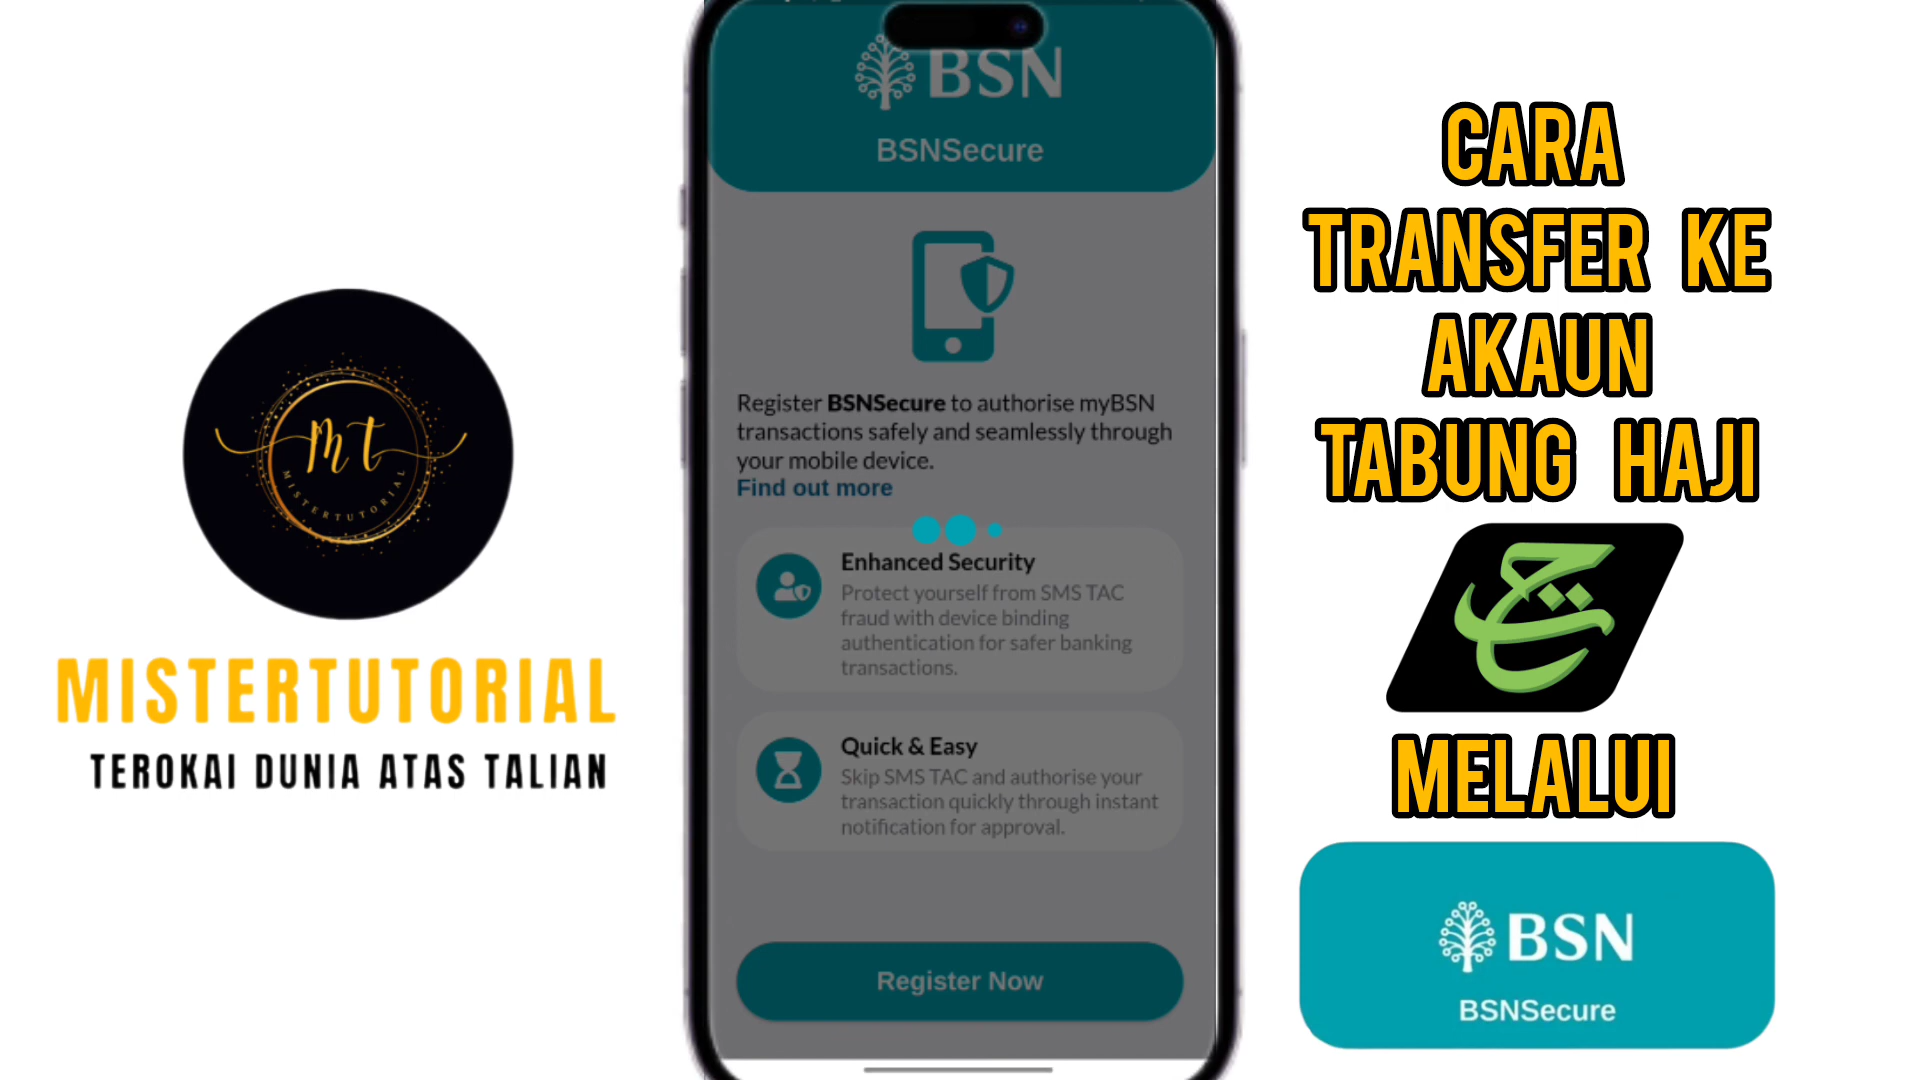 MT
MISTERTUTORIAL
MISTERTUTORIAL
TEROKAI DUNIA ATAS TALIAN
BSN
BSNSecure
Register BSNSecure to authorise myBSN
transactions safely and seamlessly through
your mobile device.
Find out more
Enhanced Security
Protect yourself from SMS TAC
fraud with device binding
authentication for safer banking
transactions.
Quick & Easy
Skip SMS TAC and authorise your
transaction quickly through instant
notification for approval.
Register Now
CARA
TRANSFER KE
AKAUN
TABUNG HAJI
MELALUI
BSN
BSNSecure